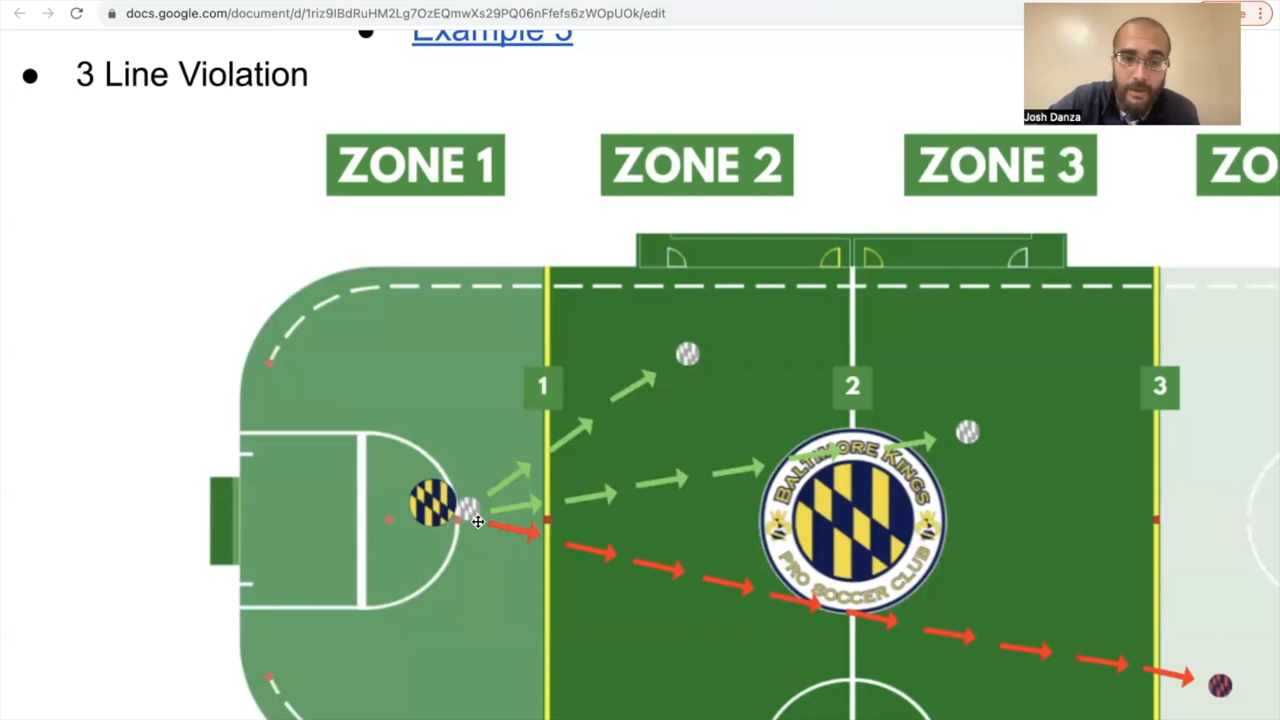 docs.google.com/document/d/1riz9IBdRuHM2Lg7OzEQmwXs29PQ06nFfefs6zWOpUOk/edit
Example 3
Josh Danza
3 Line Violation
ZONE 1
ZONE 2
ZONE 3
ZO
1
2
3
BALTIMORE KINGS
PRO SOCCER CLUB